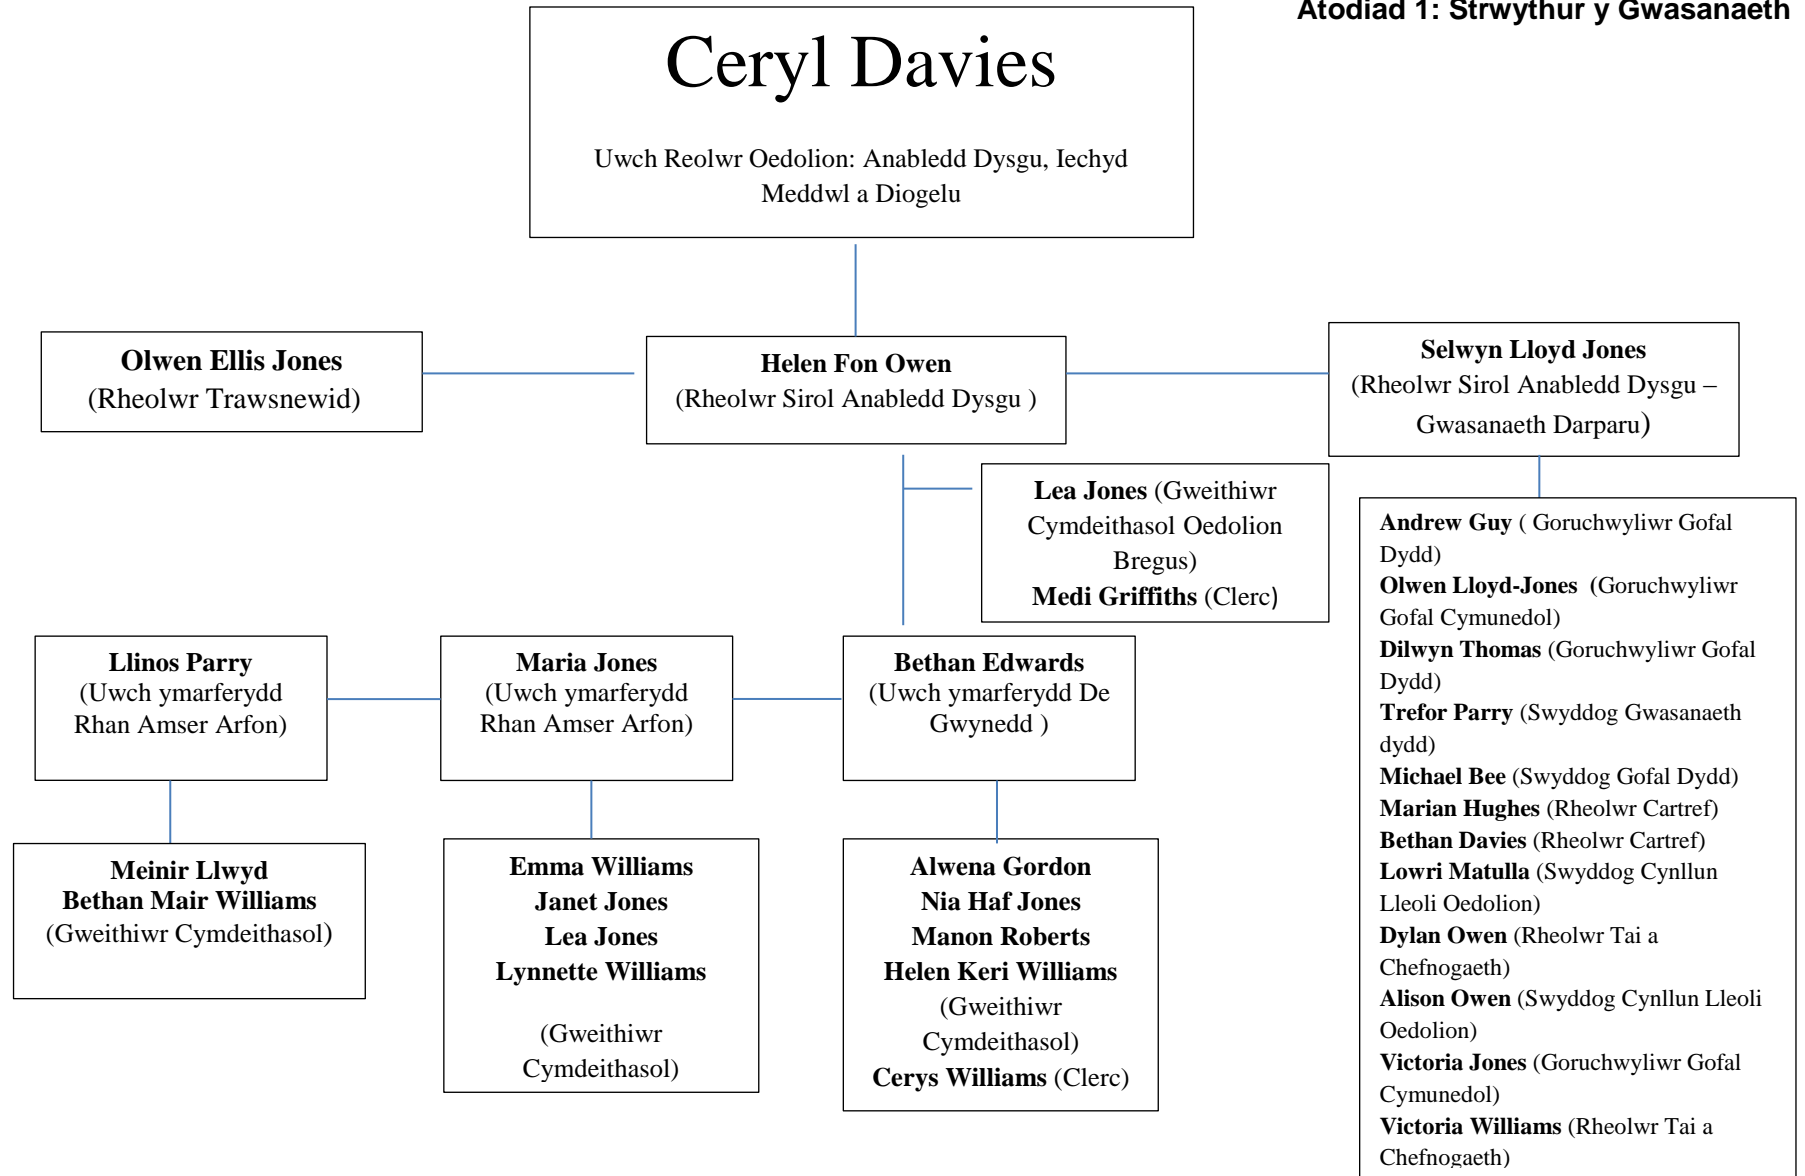 Atodiad 1: Strwythur y Gwasanaeth
Ceryl Davies
Uwch Reolwr Oedolion: Anabledd Dysgu, Iechyd
Meddwl a Diogelu
Olwen Ellis Jones
(Rheolwr Trawsnewid)
Helen Fon Owen
(Rheolwr Sirol Anabledd Dysgu )
Selwyn Lloyd Jones
(Rheolwr Sirol Anabledd Dysgu –
Gwasanaeth Darparu)
Lea Jones (Gweithiwr
Cymdeithasol Oedolion
Bregus)
Medi Griffiths (Clerc)
Llinos Parry
(Uwch ymarferydd
Rhan Amser Arfon)
Maria Jones
(Uwch ymarferydd
Rhan Amser Arfon)
Bethan Edwards
(Uwch ymarferydd De
Gwynedd )
Meinir Llwyd
Bethan Mair Williams
(Gweithiwr Cymdeithasol)
Emma Williams
Janet Jones
Lea Jones
Lynnette Williams
(Gweithiwr
Cymdeithasol)
Alwena Gordon
Nia Haf Jones
Manon Roberts
Helen Keri Williams
(Gweithiwr
Cymdeithasol)
Cerys Williams (Clerc)
Andrew Guy ( Goruchwyliwr Gofal
Dydd)
Olwen Lloyd-Jones (Goruchwyliwr
Gofal Cymunedol)
Dilwyn Thomas (Goruchwyliwr Gofal
Dydd)
Trefor Parry (Swyddog Gwasanaeth
dydd)
Michael Bee (Swyddog Gofal Dydd)
Marian Hughes (Rheolwr Cartref)
Bethan Davies (Rheolwr Cartref)
Lowri Matulla (Swyddog Cynllun
Lleoli Oedolion)
Dylan Owen (Rheolwr Tai a
Chefnogaeth)
Alison Owen (Swyddog Cynllun Lleoli
Oedolion)
Victoria Jones (Goruchwyliwr Gofal
Cymunedol)
Victoria Williams (Rheolwr Tai a
Chefnogaeth)